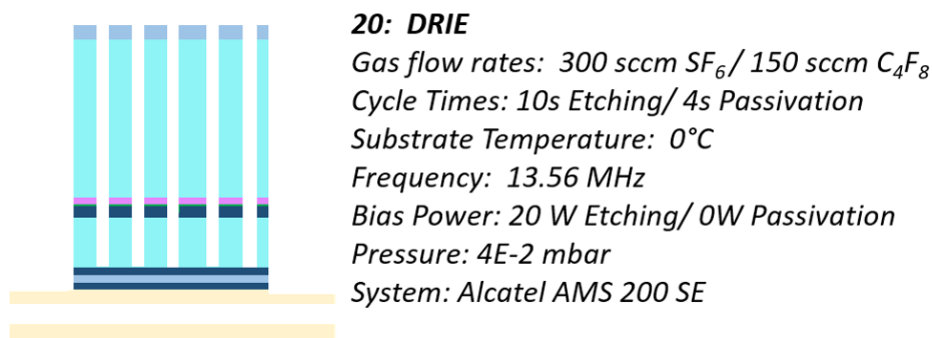 20: DRIE
Gas flow rates: 300 sccm SF6/ 150 sccm C4F8
Cycle Times: 10s Etching/ 4s Passivation
Substrate Temperature: 0°C
Frequency: 13.56 MHz
Bias Power: 20 W Etching/ 0W Passivation
Pressure: 4E-2 mbar
System: Alcatel AMS 200 SE